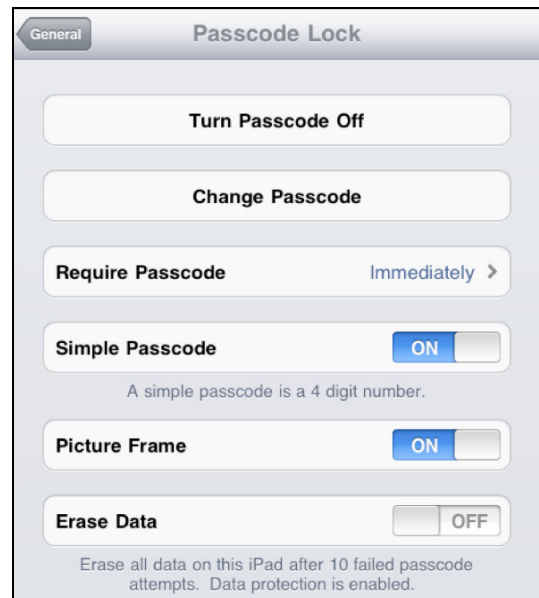 General
Passcode Lock
Turn Passcode Off
Change Passcode
Require Passcode Immediately
Simple Passcode ON
A simple passcode is a 4 digit number.
Picture Frame ON
Erase Data OFF
Erase all data on this iPad after 10 failed passcode
attempts. Data protection is enabled.